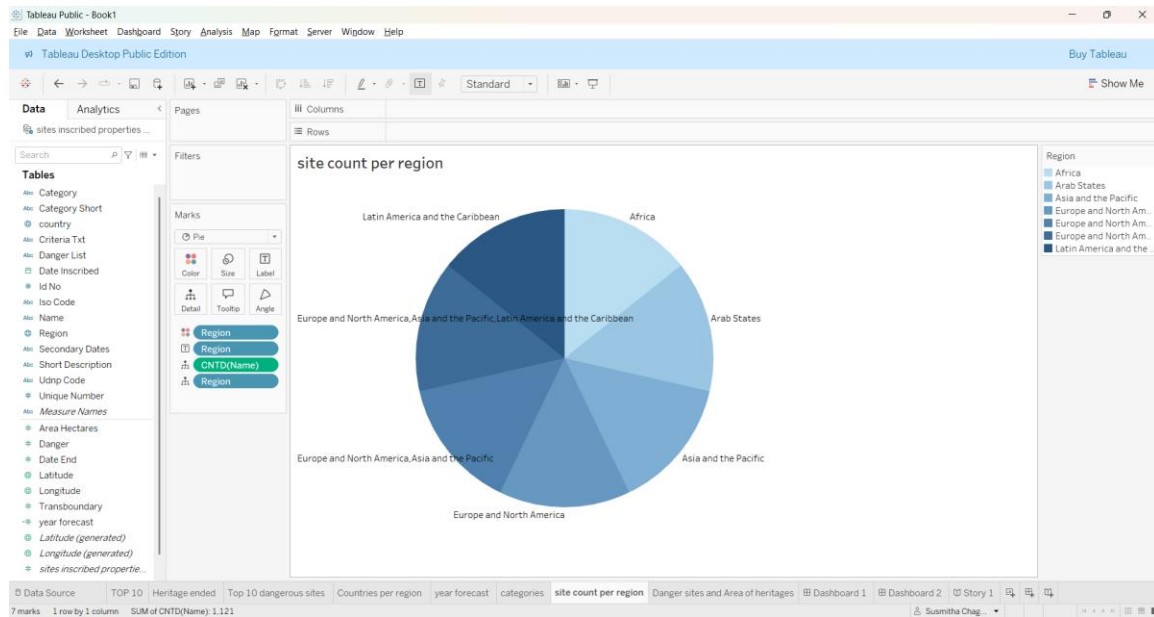 Tableau Public - Book1
File Data Worksheet Dashboard Story Analysis Map Format Server Window Help
Tableau Desktop Public Edition
Buy Tableau
Standard
Show Me
Data Analytics
Pages
Columns
sites inscribed properties ...
Rows
Search
Filters
site count per region
Region
Tables
Africa
Arab States
Asia and the Pacific
Europe and North Am..
Europe and North Am..
Europe and North Am..
Latin America and the ..
Abc Category
Abc Category Short
country
Abc Criteria Txt
Abc Danger List
Date Inscribed
Id No
Abc Iso Code
Abc Name
Region
Abc Secondary Dates
Abc Short Description
Abc Udnp Code
# Unique Number
Abc Measure Names
# Area Hectares
# Danger
# Date End
Latitude
Longitude
# Transboundary
=# year forecast
Latitude (generated)
Longitude (generated)
# sites inscribed propertie...
Marks
Pie
Color Size Label
Detail Tooltip Angle
Region
Region
CNTD(Name)
Region
Latin America and the Caribbean
Africa
Europe and North America,Asia and the Pacific,Latin America and the Caribbean
Arab States
Europe and North America,Asia and the Pacific
Asia and the Pacific
Europe and North America
Data Source TOP 10 Heritage ended Top 10 dangerous sites Countries per region year forecast categories site count per region Danger sites and Area of heritages Dashboard 1 Dashboard 2 Story 1
7 marks 1 row by 1 column SUM of CNTD(Name): 1,121
Susmitha Chag...